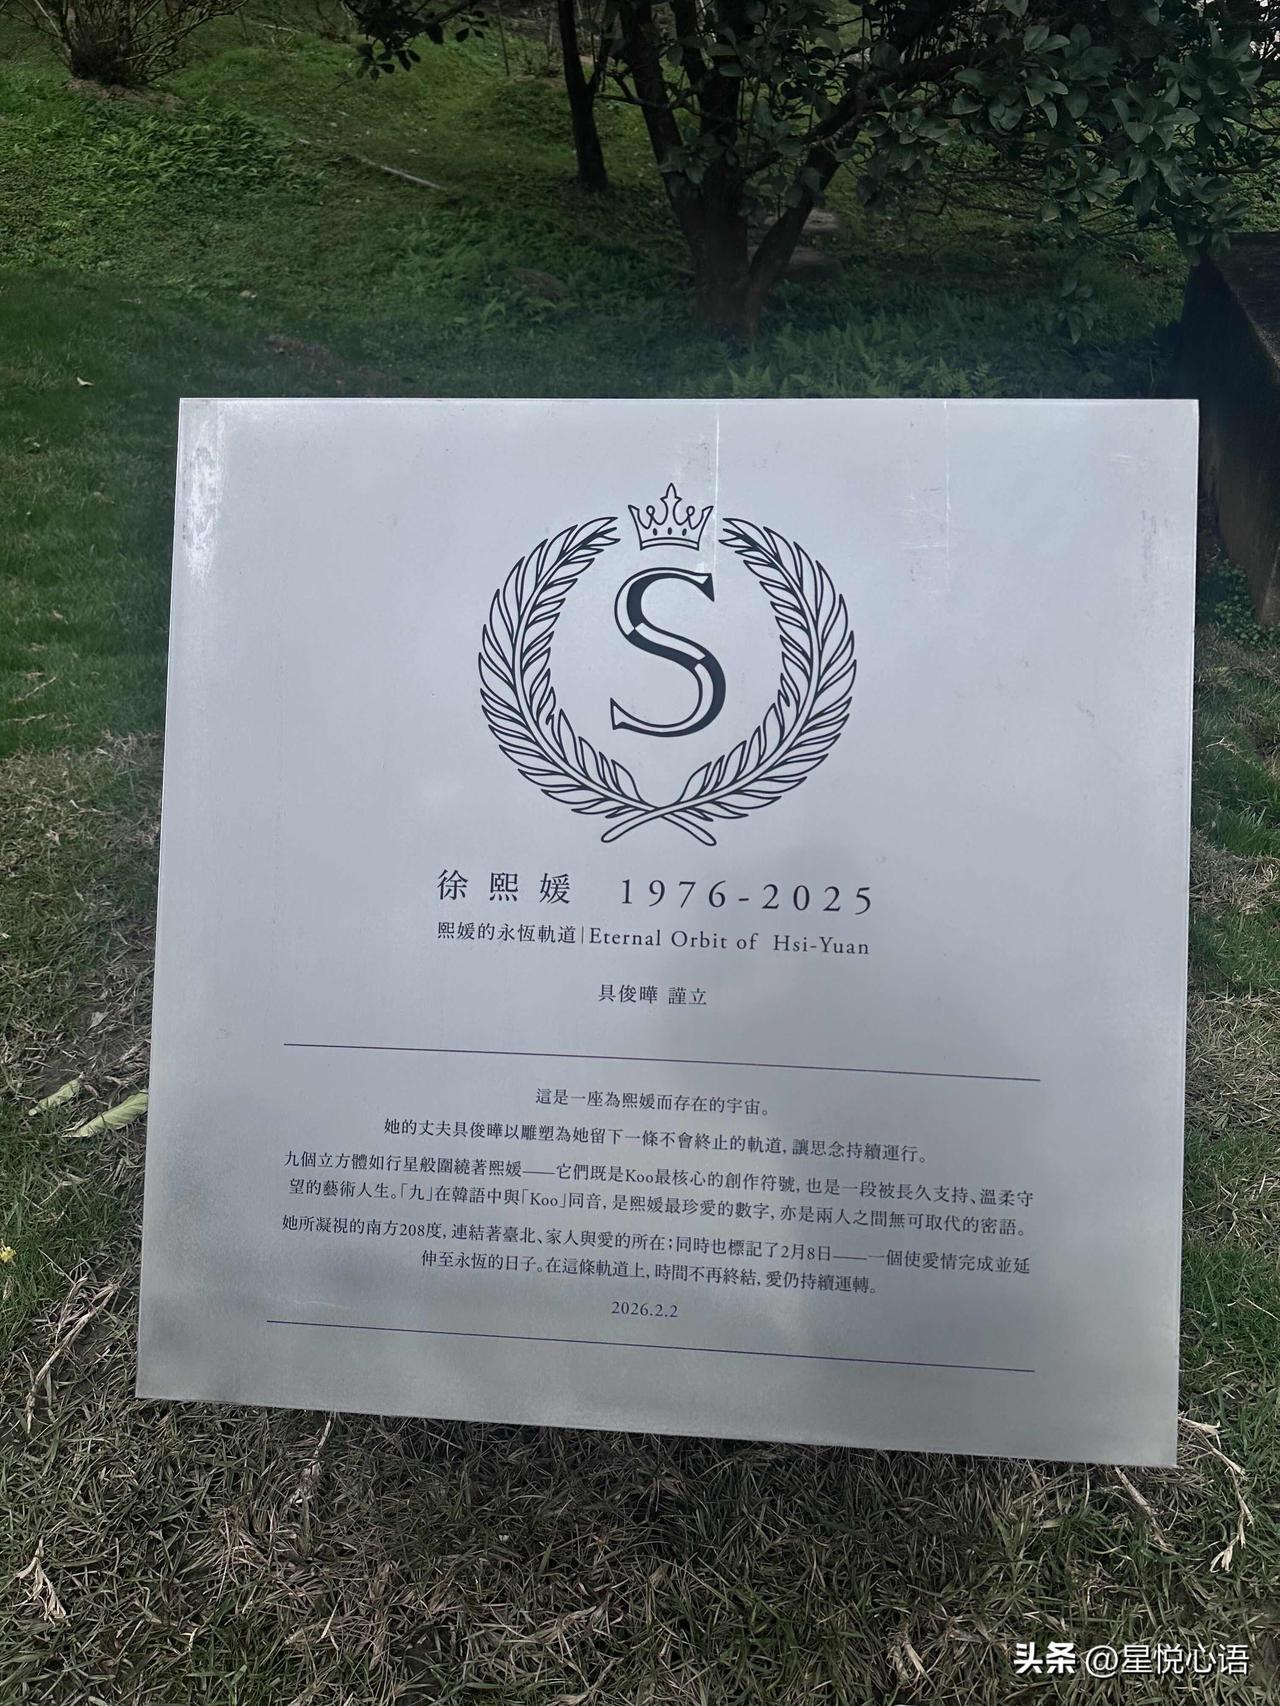 S
徐熙媛 1976-2025
熙媛的永恆軌道|Eternal Orbit of Hsi-Yuan
具俊曄 謹立
這是一座為熙媛而存在的宇宙。
她的丈夫具俊曄以雕塑為她留下一條不會終止的軌道,讓思念持續運行。
九個立方體如行星般圍繞著熙媛——它們既是Koo最核心的創作符號,也是一段被長久支持、溫柔守
望的藝術人生。「九」在韓語中與「Koo」同音,是熙媛最珍愛的數字,亦是兩人之間無可取代的密語。
她所凝視的南方208度,連結著臺北、家人與愛的所在;同時也標記了2月8日——一個使愛情完成並延
伸至永恆的日子。在這條軌道上,時間不再終結,愛仍持續運轉。
2026.2.2
头条 @星悦心语